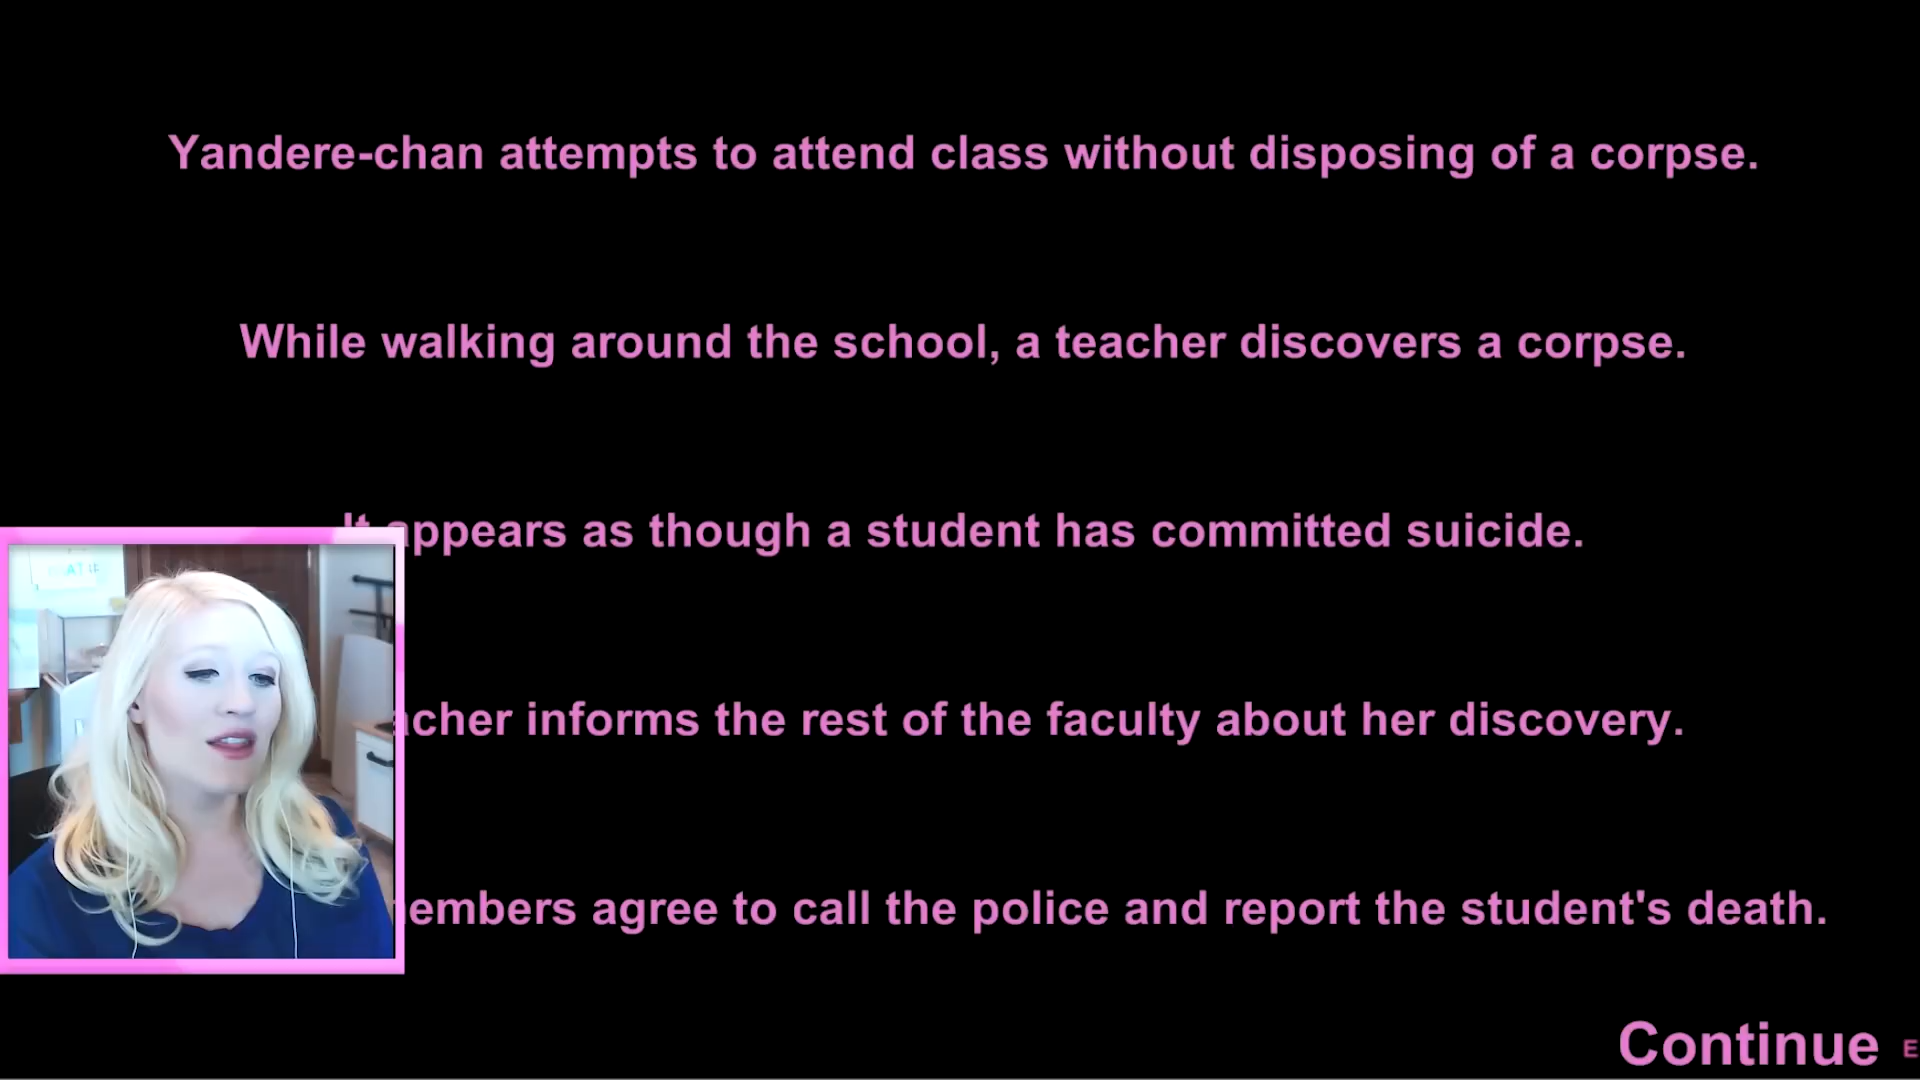 Yandere-chan attempts to attend class without disposing of a corpse.
While walking around the school, a teacher discovers a corpse.
It appears as though a student has committed suicide.
informs the rest of the faculty about her discovery.
agree to call the police and report the student's death.
Continue E